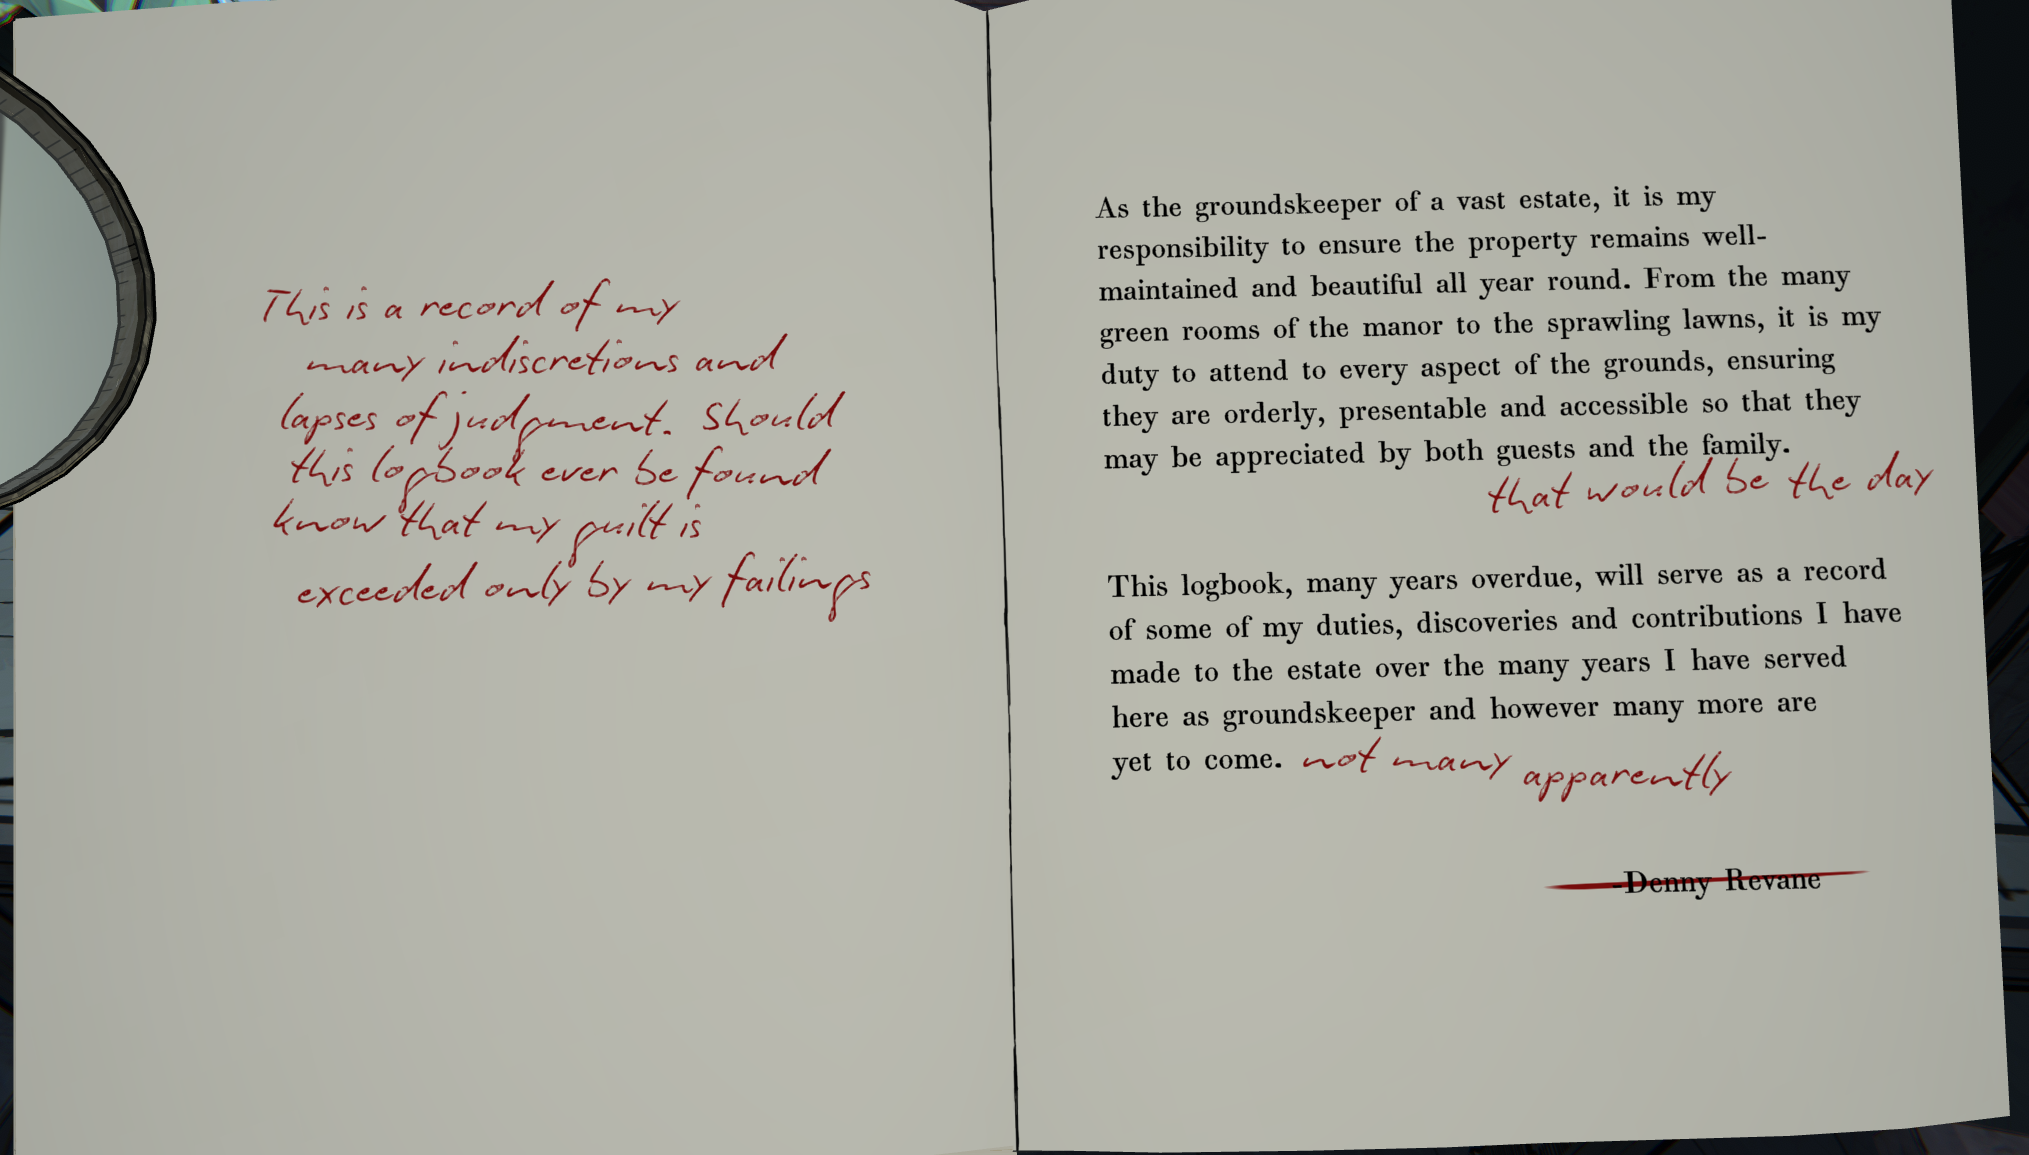 This is a record of my
many indiscretions and
lapses of judgment. Should
this logbook ever be found
know that my guilt is
exceeded only by my failings
As the groundskeeper of a vast estate, it is my
responsibility to ensure the property remains well-
maintained and beautiful all year round. From the many
green rooms of the manor to the sprawling lawns, it is my
duty to attend to every aspect of the grounds, ensuring
they are orderly, presentable and accessible so that they
may be appreciated by both guests and the family.
that would be the day
This logbook, many years overdue, will serve as a record
of some of my duties, discoveries and contributions I have
made to the estate over the many years I have served
here as groundskeeper and however many more are
yet to come. not many apparently
-Denny Revane